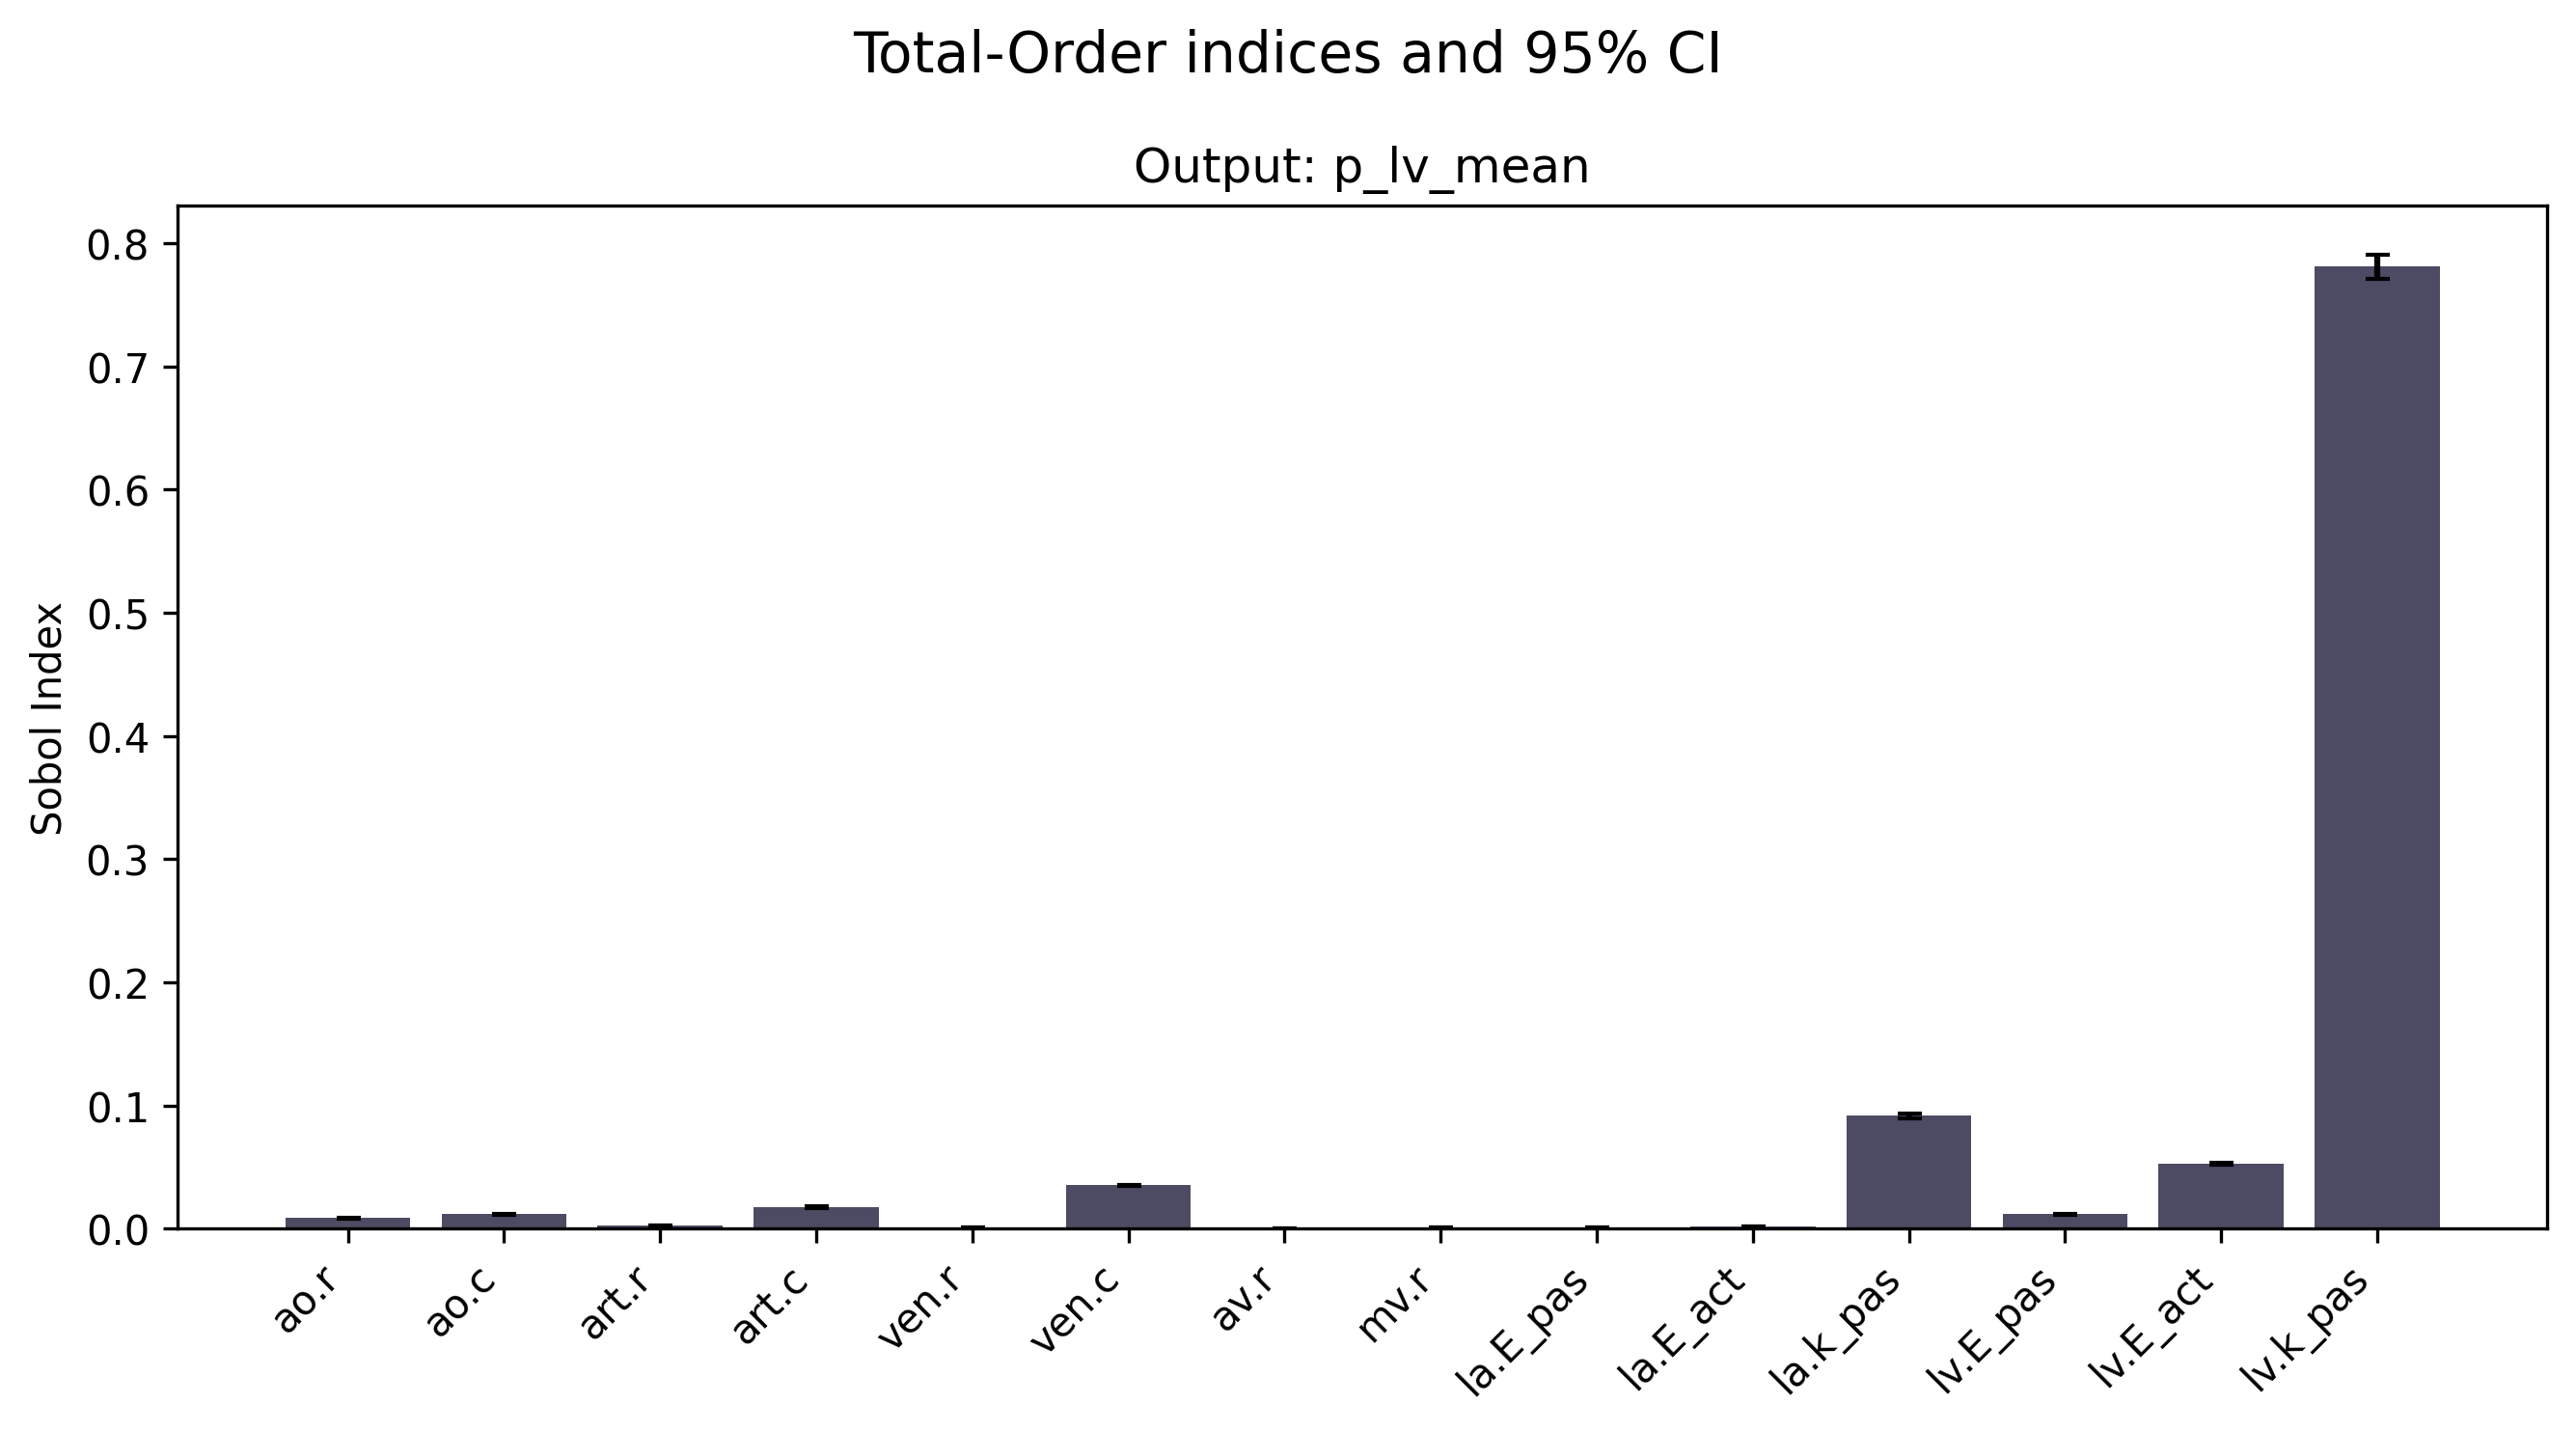 Total-Order indices and 95% CI
Output: p_lv_mean
Sobol Index
0.8
0.7
0.6
0.5
0.4
0.3
0.2
0.1
0.0
ao.r
ao.c
art.r
art.c
ven.r
ven.c
av.r
mv.r
la.E_pas
la.E_act
la.k_pas
lv.E_pas
lv.E_act
lv.k_pas